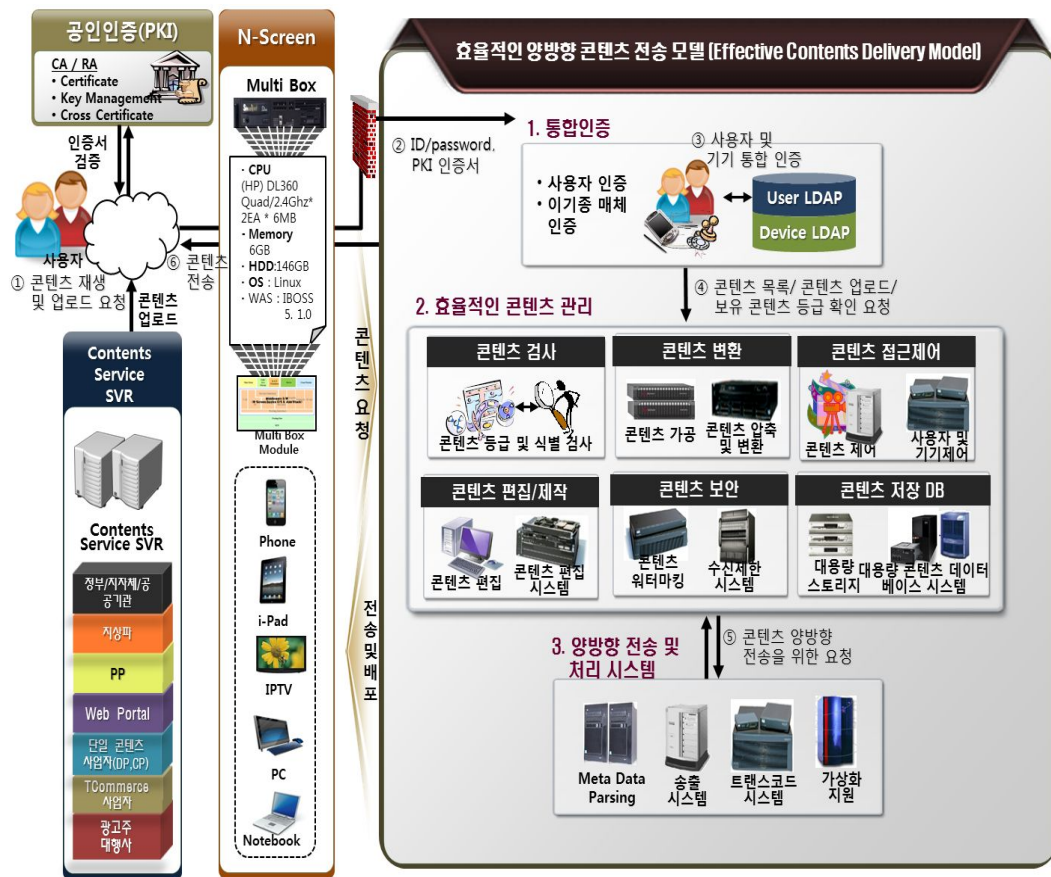 공인인증(PKI)
CA / RA
• Certificate
• Key Management
• Cross Certificate
인증서
검증
사용자
① 콘텐츠 재생
및 업로드 요청
⑥ 콘텐츠
전송
콘텐츠
업로드
Contents
Service
SVR
Contents
Service SVR
정부/지자체/공
공기관
지상파
PP
Web Portal
단일 콘텐츠
사업자(DP,CP)
TCommerce
사업자
광고주
대행사
N-Screen
Multi Box
• CPU
(HP) DL360
Quad/2.4Ghz*
2EA * 6MB
• Memory
6GB
• HDD:146GB
• OS : Linux
• WAS : IBOSS
5. 1.0
Multi Box
Module
Phone
i-Pad
IPTV
PC
Notebook
콘텐츠 요청
전송 및 배포
효율적인 양방향 콘텐츠 전송 모델 (Effective Contents Delivery Model)
② ID/password,
PKI 인증서
1. 통합인증
• 사용자 인증
• 이기종 매체
인증
③ 사용자 및
기기 통합 인증
User LDAP
Device LDAP
④ 콘텐츠 목록/ 콘텐츠 업로드/
보유 콘텐츠 등급 확인 요청
2. 효율적인 콘텐츠 관리
콘텐츠 검사
콘텐츠 등급 및 식별 검사
콘텐츠 변환
콘텐츠 가공
콘텐츠 압축
및 변환
콘텐츠 접근제어
콘텐츠 제어
사용자 및
기기제어
콘텐츠 편집/제작
콘텐츠 편집
콘텐츠 편집
시스템
콘텐츠 보안
콘텐츠
워터마킹
수신제한
시스템
콘텐츠 저장 DB
대용량
스토리지
대용량 콘텐츠 데이터
베이스 시스템
3. 양방향 전송 및
처리 시스템
⑤ 콘텐츠 양방향
전송을 위한 요청
Meta Data
Parsing
송출
시스템
트랜스코드
시스템
가상화
지원